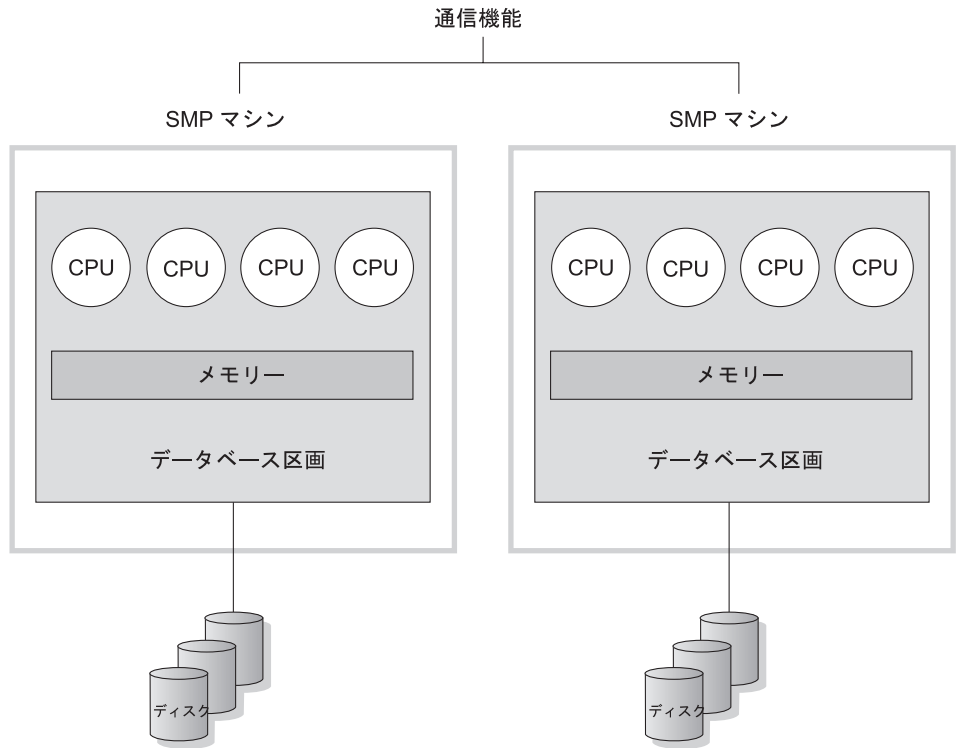 通信機能
SMP マシン
SMP マシン
CPU CPU CPU CPU
メモリー
データベース区画
CPU CPU CPU CPU
メモリー
データベース区画
ディスク
ディスク